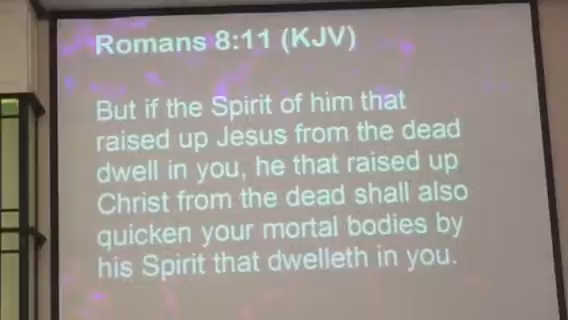 Romans 8:11 (KJV)
But if the Spirit of him that
raised up Jesus from the dead
dwell in you, he that raised up
Christ from the dead shall also
quicken your mortal bodies by
his Spirit that dwelleth in you.